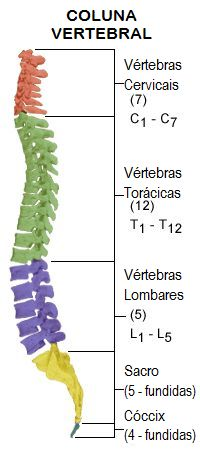 COLUNA
VERTEBRAL
Vértebras
Cervicais
(7)
C1 - C7
Vértebras
Torácicas
(12)
T1 - T12
Vértebras
Lombares
(5)
L1 - L5
Sacro
(5 - fundidas)
Cóccix
(4 - fundidas)